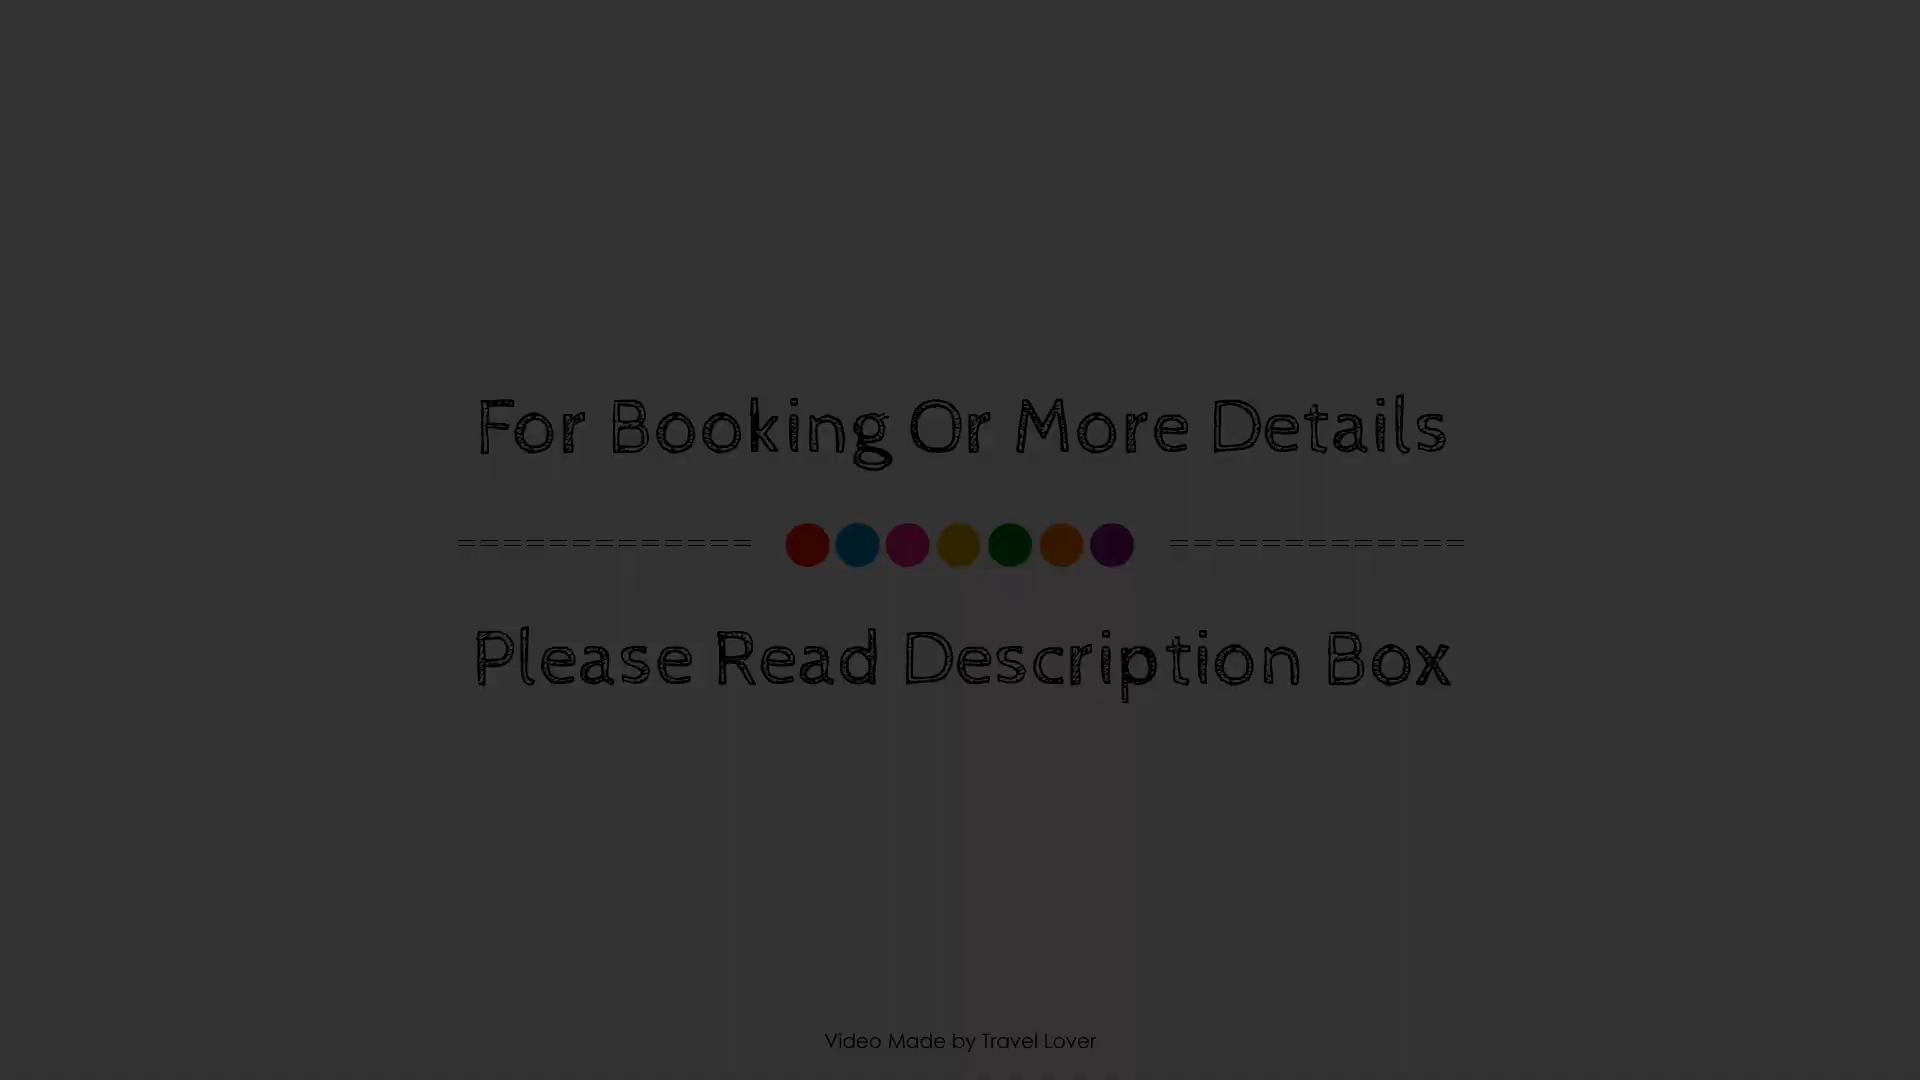 For Booking Or More Details
============= =============
Please Read Description Box
Video Made by Travel Lover